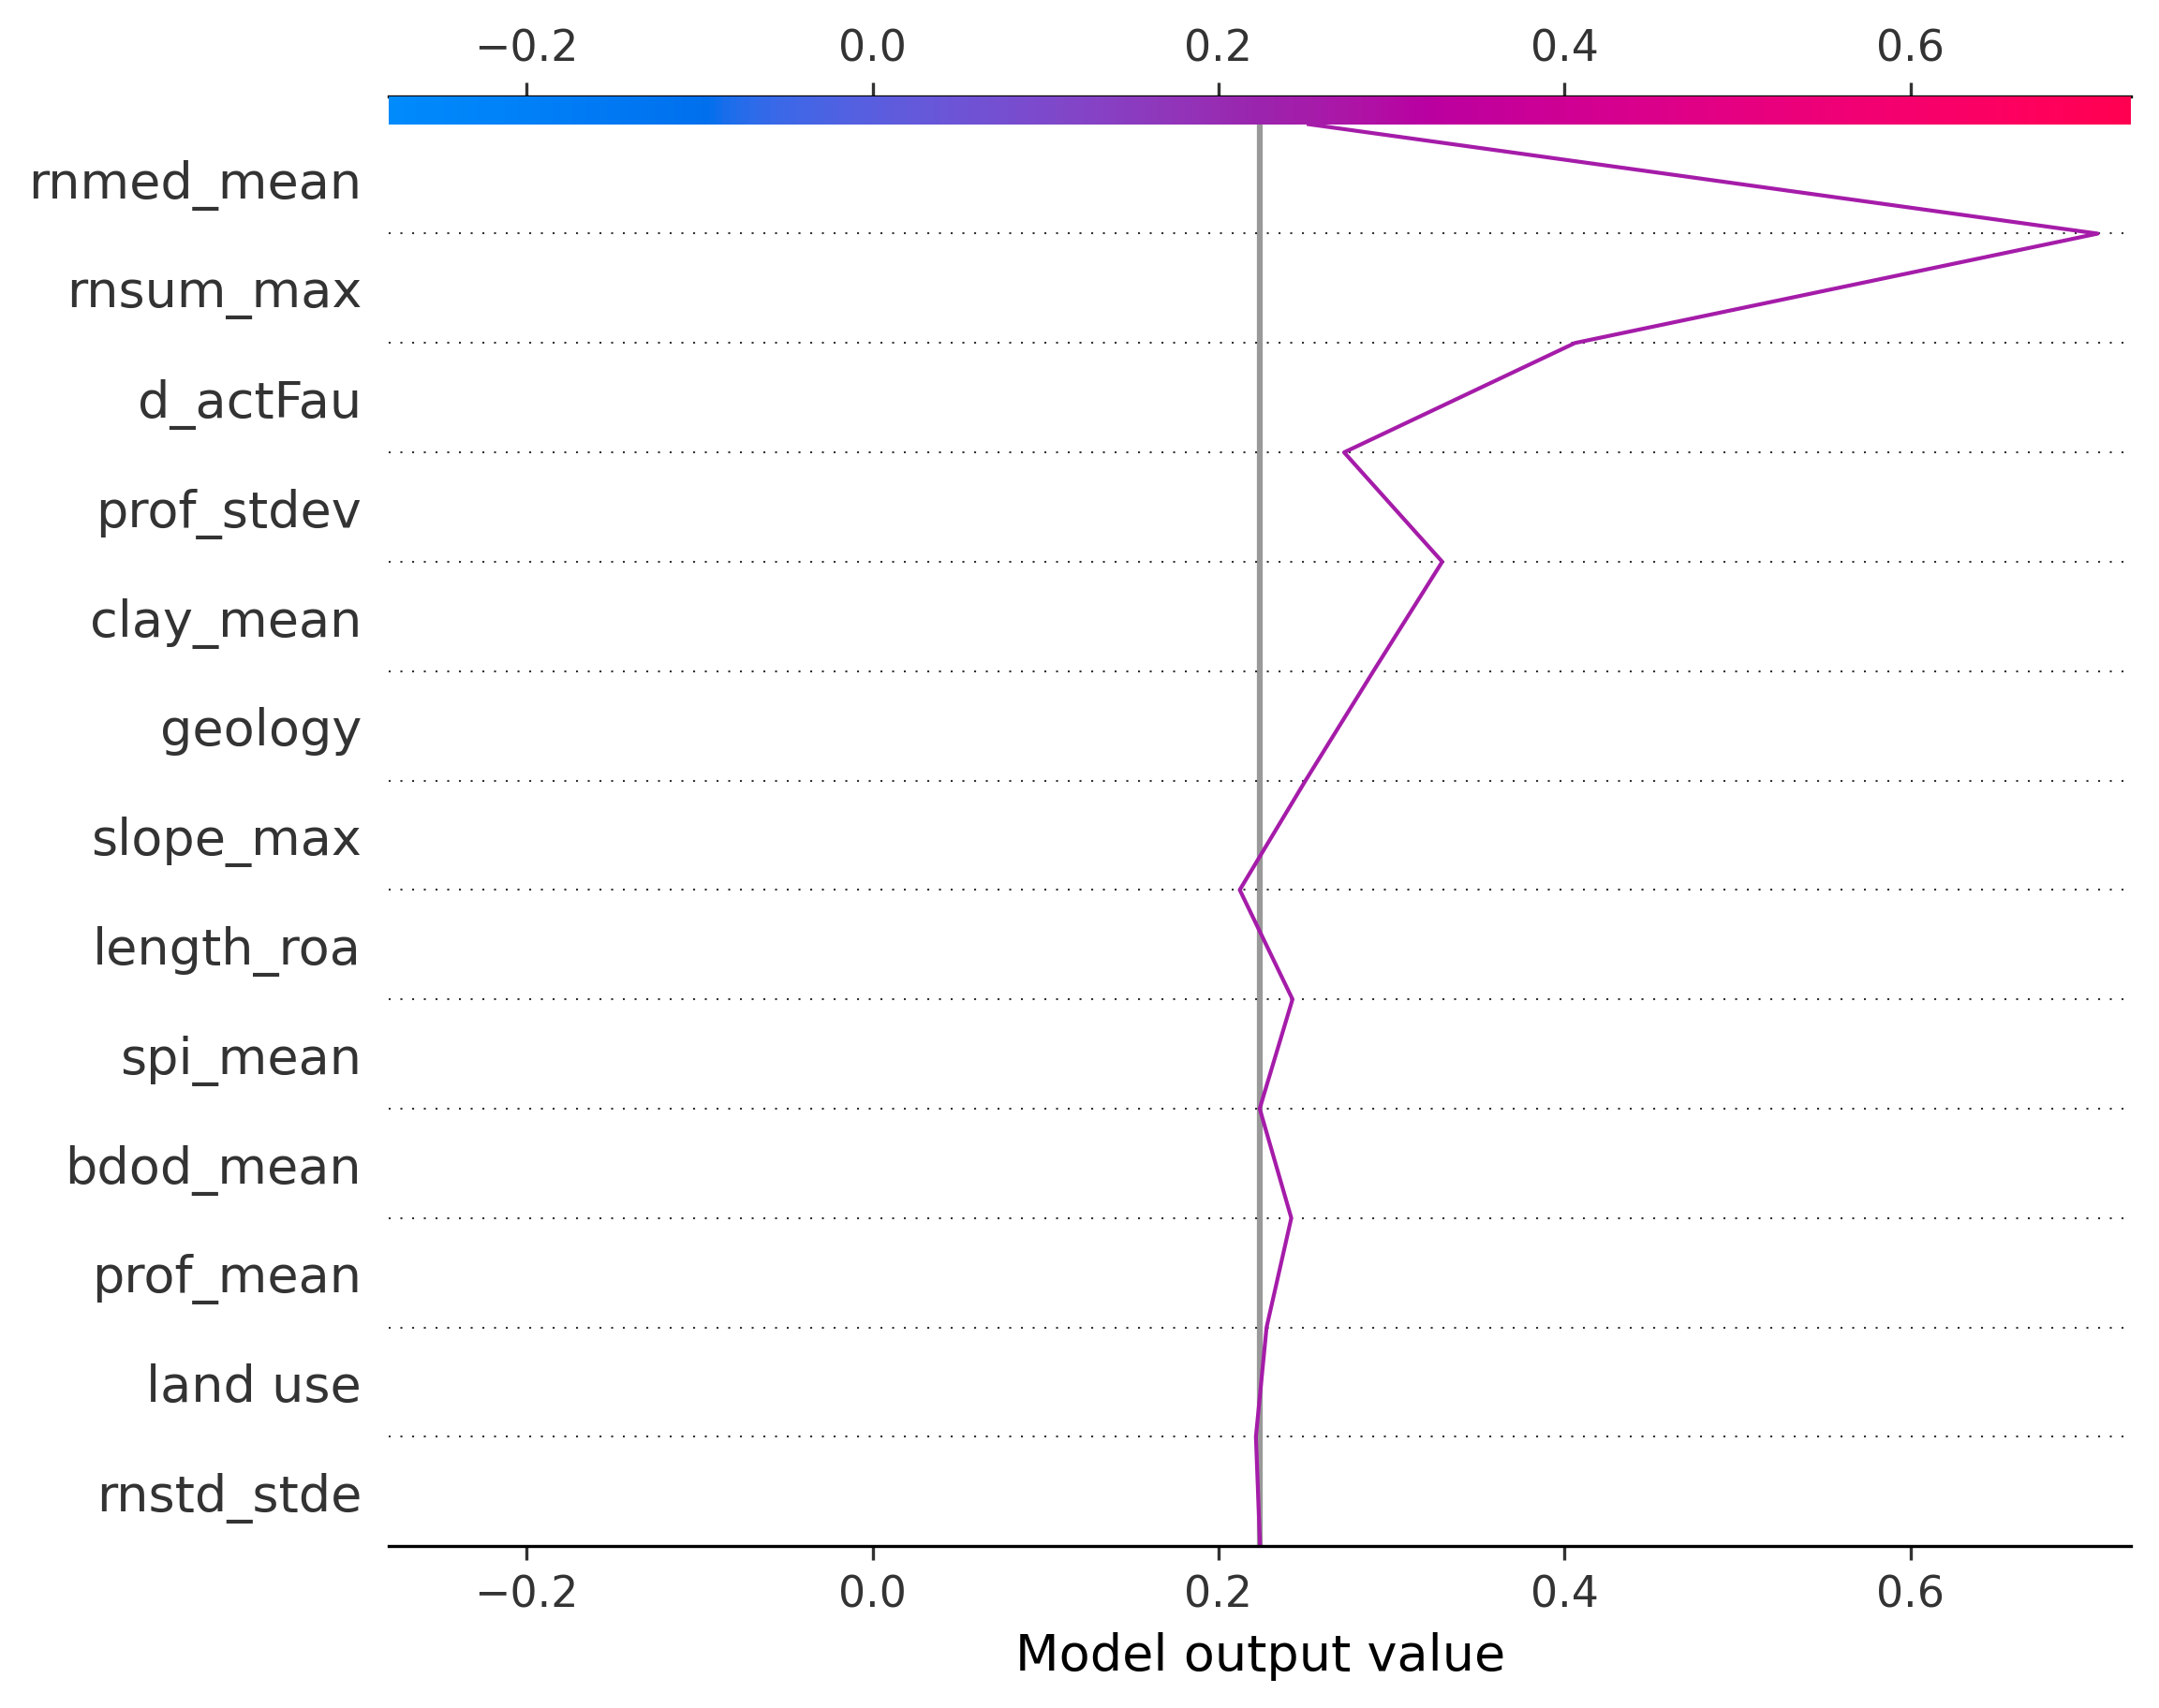 −0.2 0.0 0.2 0.4 0.6
rnmed_mean
rnsum_max
d_actFau
prof_stdev
clay_mean
geology
slope_max
length_roa
spi_mean
bdod_mean
prof_mean
land use
rnstd_stde
−0.2 0.0 0.2 0.4 0.6
Model output value